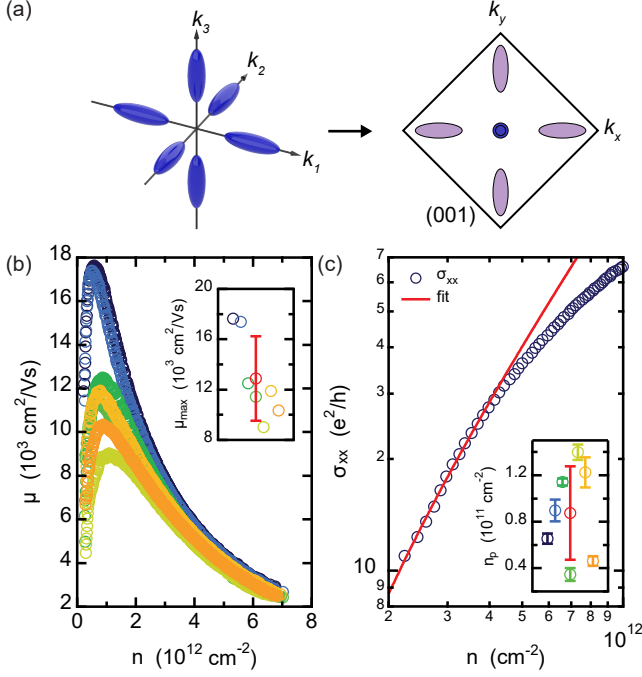 (a)
k3
k2
k1
ky
kx
(001)
(b)
μ (10³ cm²/Vs)
18
16
14
12
10
8
6
4
2
0 2 4 6 8
n (10¹² cm⁻²)
μmax (10³ cm²/Vs)
20
16
12
8
(c)
σxx
fit
σxx (e²/h)
7
6
5
4
3
2
10
9
8
2 3 4 5 6 7 8 9
10¹²
n (cm⁻²)
np (10¹¹ cm⁻²)
1.2
0.8
0.4